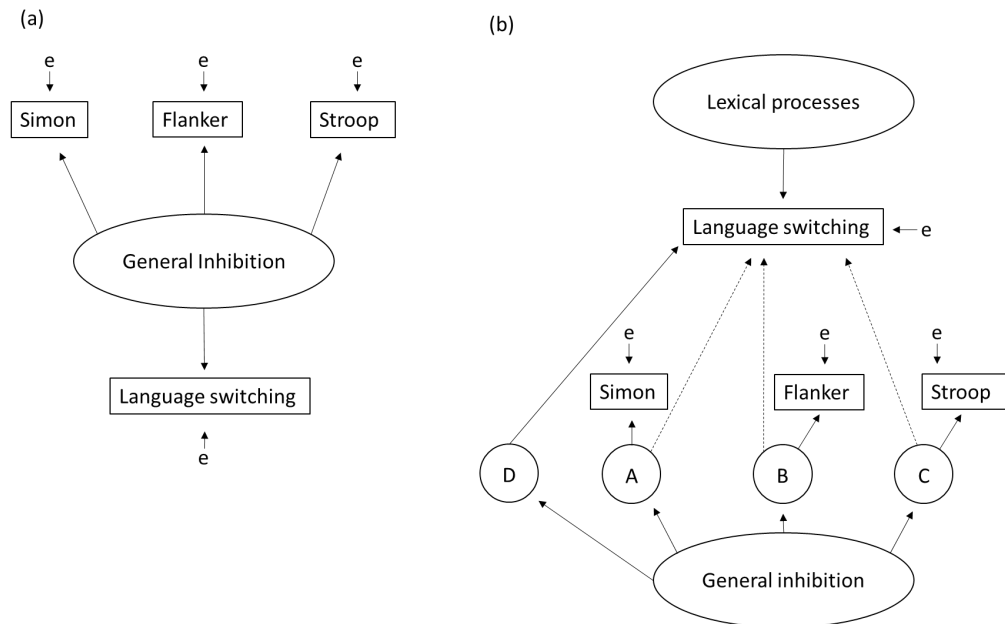 (a)
e
e
e
Simon
Flanker
Stroop
General Inhibition
Language switching
e
(b)
Lexical processes
Language switching
e
e
e
e
Simon
Flanker
Stroop
D
A
B
C
General inhibition